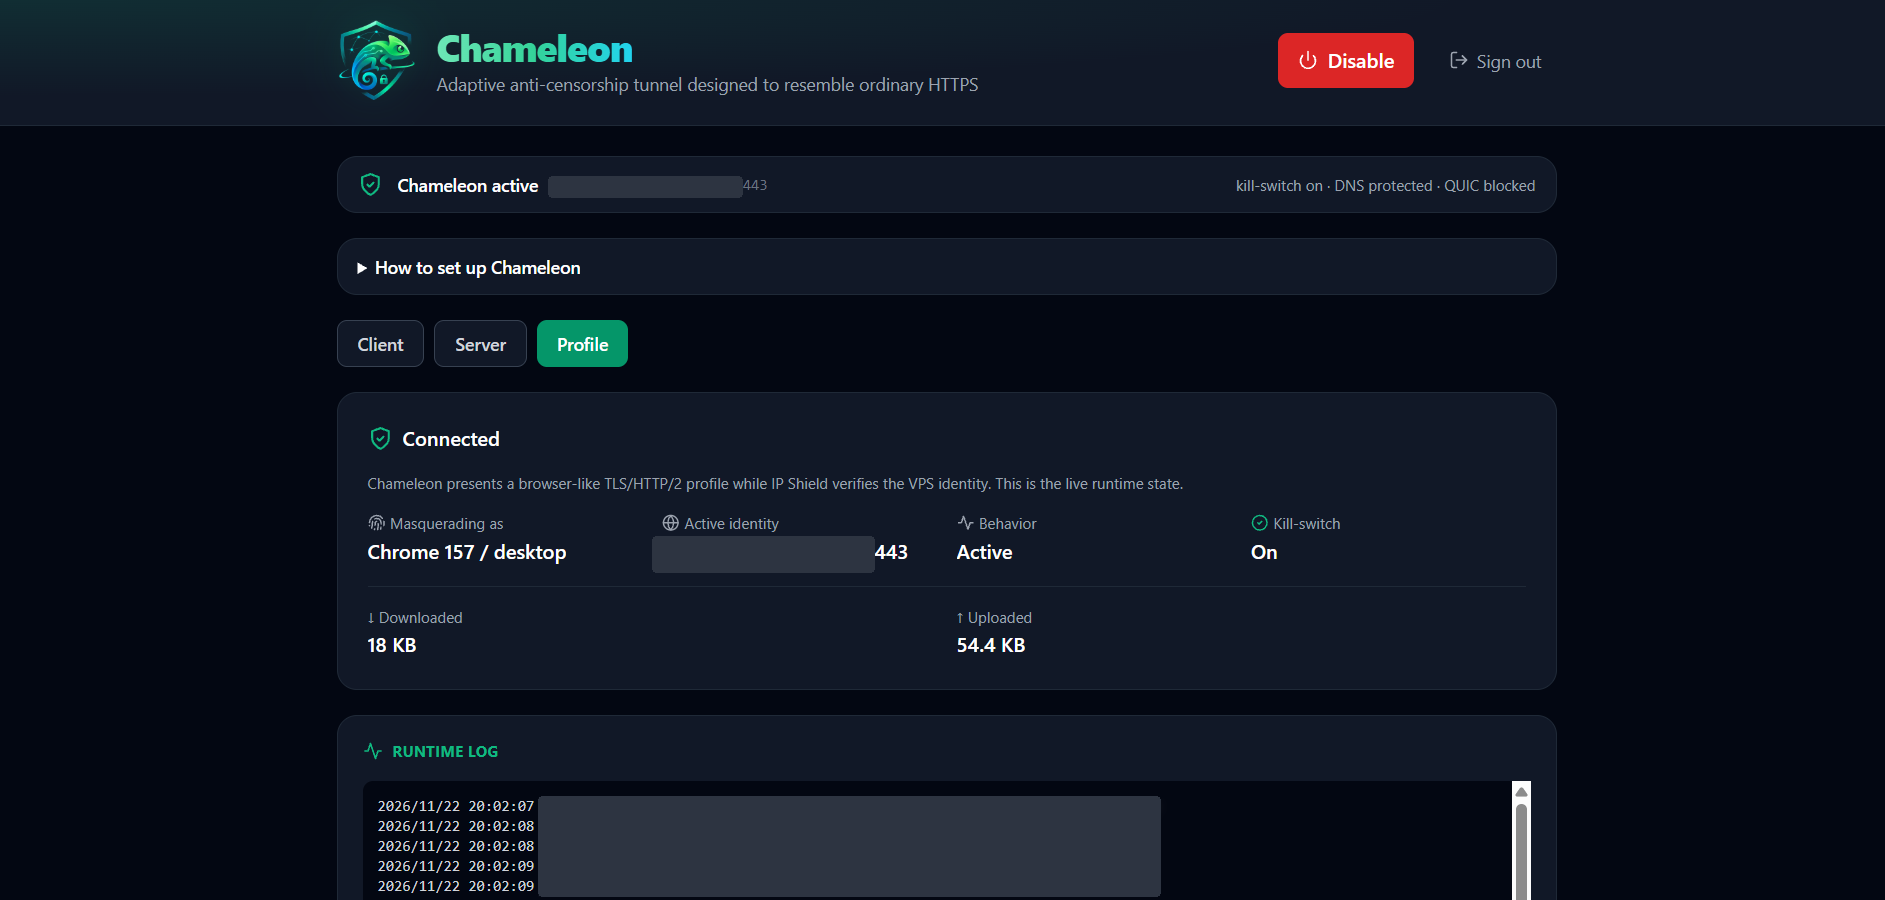 Chameleon
Adaptive anti-censorship tunnel designed to resemble ordinary HTTPS
Disable
Sign out
Chameleon active 443
kill-switch on · DNS protected · QUIC blocked
▶ How to set up Chameleon
Client
Server
Profile
Connected
Chameleon presents a browser-like TLS/HTTP/2 profile while IP Shield verifies the VPS identity. This is the live runtime state.
Masquerading as
Chrome 157 / desktop
Active identity
443
Behavior
Active
Kill-switch
On
↓ Downloaded
18 KB
↑ Uploaded
54.4 KB
RUNTIME LOG
2026/11/22 20:02:07
2026/11/22 20:02:08
2026/11/22 20:02:08
2026/11/22 20:02:09
2026/11/22 20:02:09